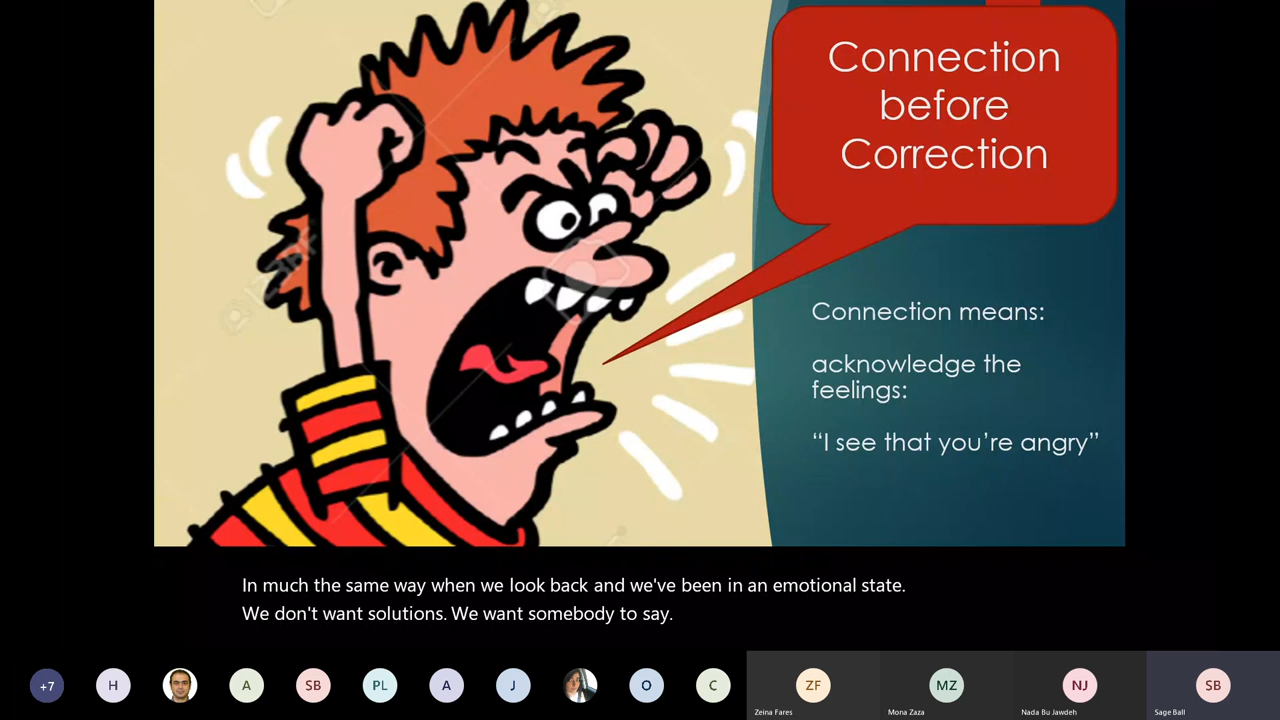 Connection
before
Correction
Connection means:
acknowledge the
feelings:
“I see that you’re angry”
In much the same way when we look back and we've been in an emotional state.
We don't want solutions. We want somebody to say.
+7
H
A
SB
PL
A
J
O
C
ZF
MZ
NJ
SB
Zeina Fares
Mona Zaza
Nada Bu Jawdeh
Sage Ball